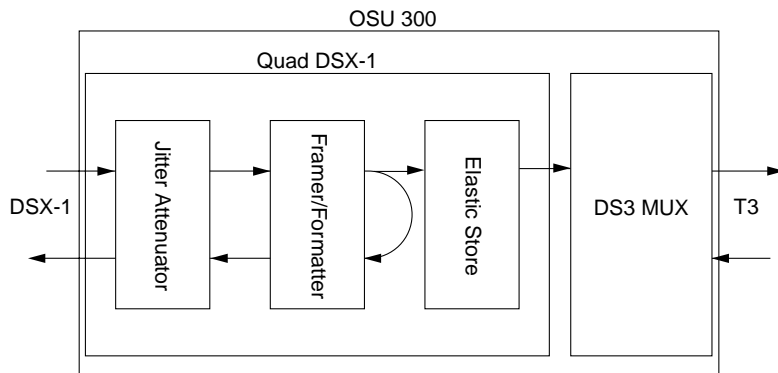 OSU 300
Quad DSX-1
Jitter Attenuator
Framer/Formatter
Elastic Store
DS3 MUX
DSX-1
T3